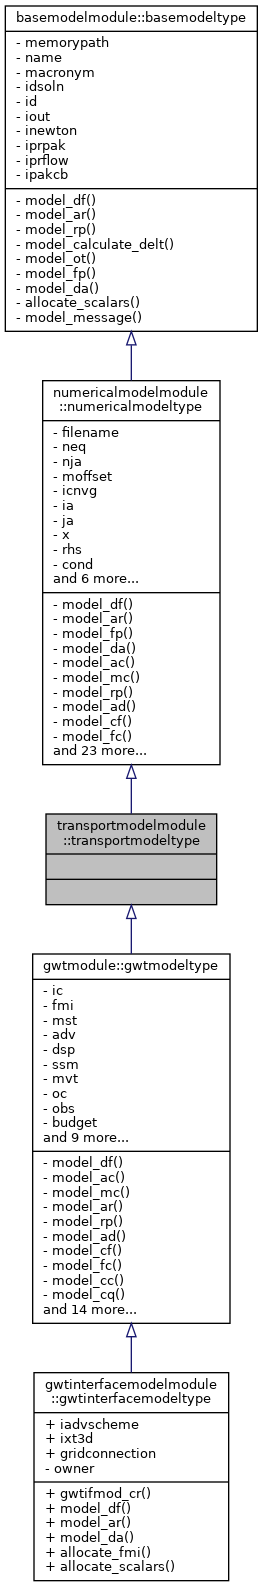 basemodelmodule::basemodeltype
- memorypath
- name
- macronym
- idsoln
- id
- iout
- inewton
- iprpak
- iprflow
- ipakcb
- model_df()
- model_ar()
- model_rp()
- model_calculate_delt()
- model_ot()
- model_fp()
- model_da()
- allocate_scalars()
- model_message()
numericalmodelmodule
::numericalmodeltype
- filename
- neq
- nja
- moffset
- icnvg
- ia
- ja
- x
- rhs
- cond
and 6 more...
- model_df()
- model_ar()
- model_fp()
- model_da()
- model_ac()
- model_mc()
- model_rp()
- model_ad()
- model_cf()
- model_fc()
and 23 more...
transportmodelmodule
::transportmodeltype
gwtmodule::gwtmodeltype
- ic
- fmi
- mst
- adv
- dsp
- ssm
- mvt
- oc
- obs
- budget
and 9 more...
- model_df()
- model_ac()
- model_mc()
- model_ar()
- model_rp()
- model_ad()
- model_cf()
- model_fc()
- model_cc()
- model_cq()
and 14 more...
gwtinterfacemodelmodule
::gwtinterfacemodeltype
+ iadvscheme
+ ixt3d
+ gridconnection
- owner
+ gwtifmod_cr()
+ model_df()
+ model_ar()
+ model_da()
+ allocate_fmi()
+ allocate_scalars()